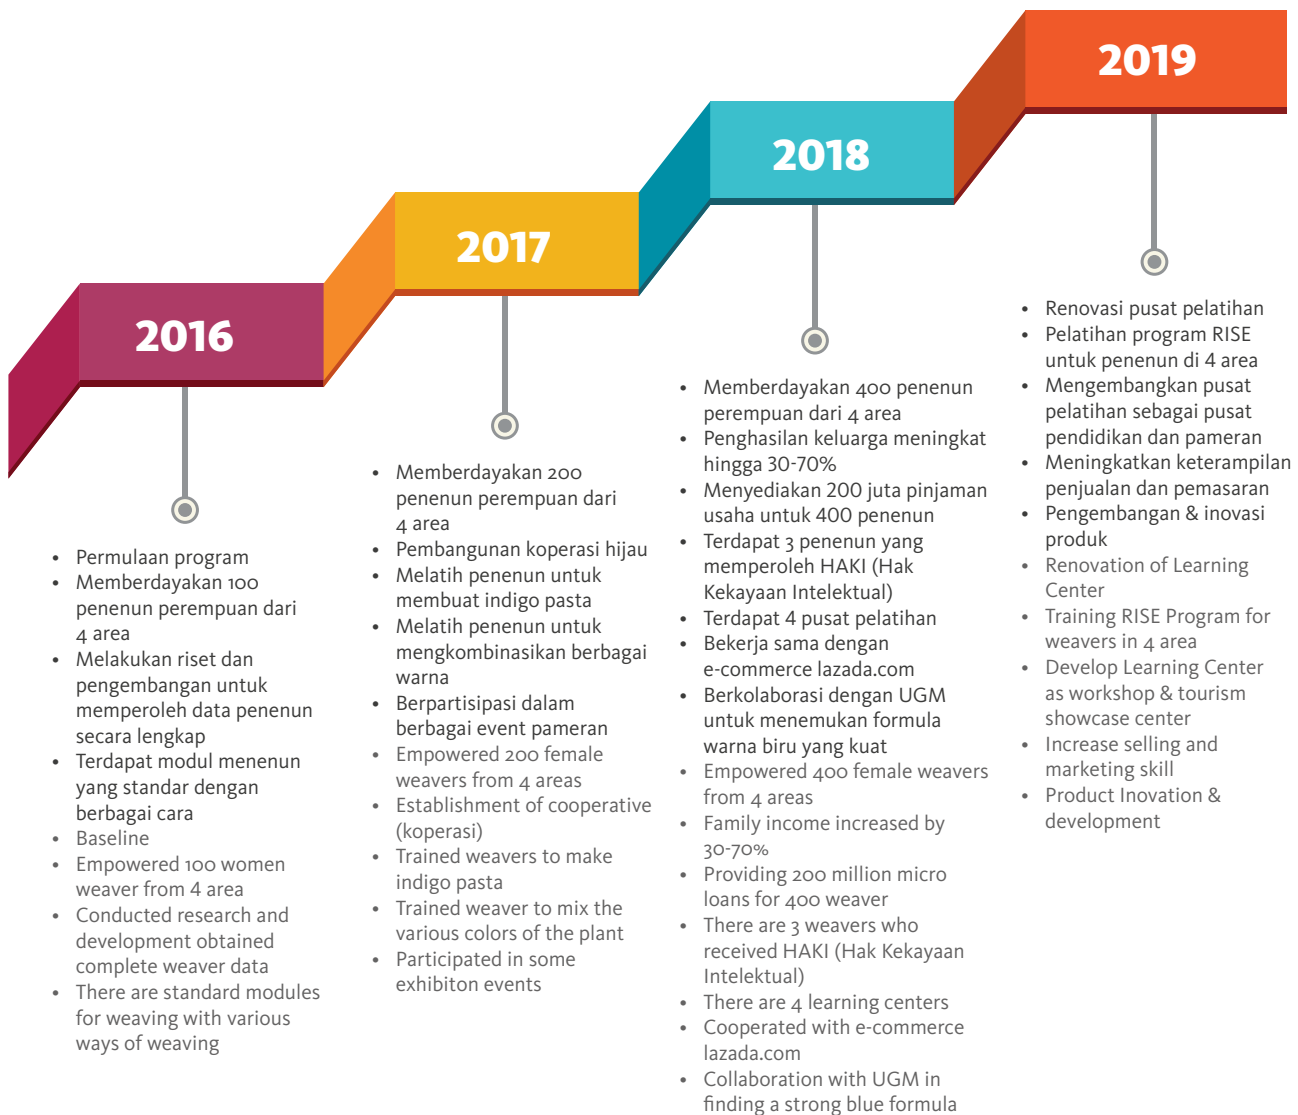 2016
• Permulaan program
• Memberdayakan 100
penenun perempuan dari
4 area
• Melakukan riset dan
pengembangan untuk
memperoleh data penenun
secara lengkap
• Terdapat modul menenun
yang standar dengan
berbagai cara
• Baseline
• Empowered 100 women
weaver from 4 area
• Conducted research and
development obtained
complete weaver data
• There are standard modules
for weaving with various
ways of weaving
2017
• Memberdayakan 200
penenun perempuan dari
4 area
• Pembangunan koperasi hijau
• Melatih penenun untuk
membuat indigo pasta
• Melatih penenun untuk
mengkombinasikan berbagai
warna
• Berpartisipasi dalam
berbagai event pameran
• Empowered 200 female
weavers from 4 areas
• Establishment of cooperative
(koperasi)
• Trained weavers to make
indigo pasta
• Trained weaver to mix the
various colors of the plant
• Participated in some
exhibiton events
2018
• Memberdayakan 400 penenun
perempuan dari 4 area
• Penghasilan keluarga meningkat
hingga 30-70%
• Menyediakan 200 juta pinjaman
usaha untuk 400 penenun
• Terdapat 3 penenun yang
memperoleh HAKI (Hak
Kekayaan Intelektual)
• Terdapat 4 pusat pelatihan
• Bekerja sama dengan
e-commerce lazada.com
• Berkolaborasi dengan UGM
untuk menemukan formula
warna biru yang kuat
• Empowered 400 female weavers
from 4 areas
• Family income increased by
30-70%
• Providing 200 million micro
loans for 400 weaver
• There are 3 weavers who
received HAKI (Hak Kekayaan
Intelektual)
• There are 4 learning centers
• Cooperated with e-commerce
lazada.com
• Collaboration with UGM in
finding a strong blue formula
2019
• Renovasi pusat pelatihan
• Pelatihan program RISE
untuk penenun di 4 area
• Mengembangkan pusat
pelatihan sebagai pusat
pendidikan dan pameran
• Meningkatkan keterampilan
penjualan dan pemasaran
• Pengembangan & inovasi
produk
• Renovation of Learning
Center
• Training RISE Program for
weavers in 4 area
• Develop Learning Center
as workshop & tourism
showcase center
• Increase selling and
marketing skill
• Product Inovation &
development